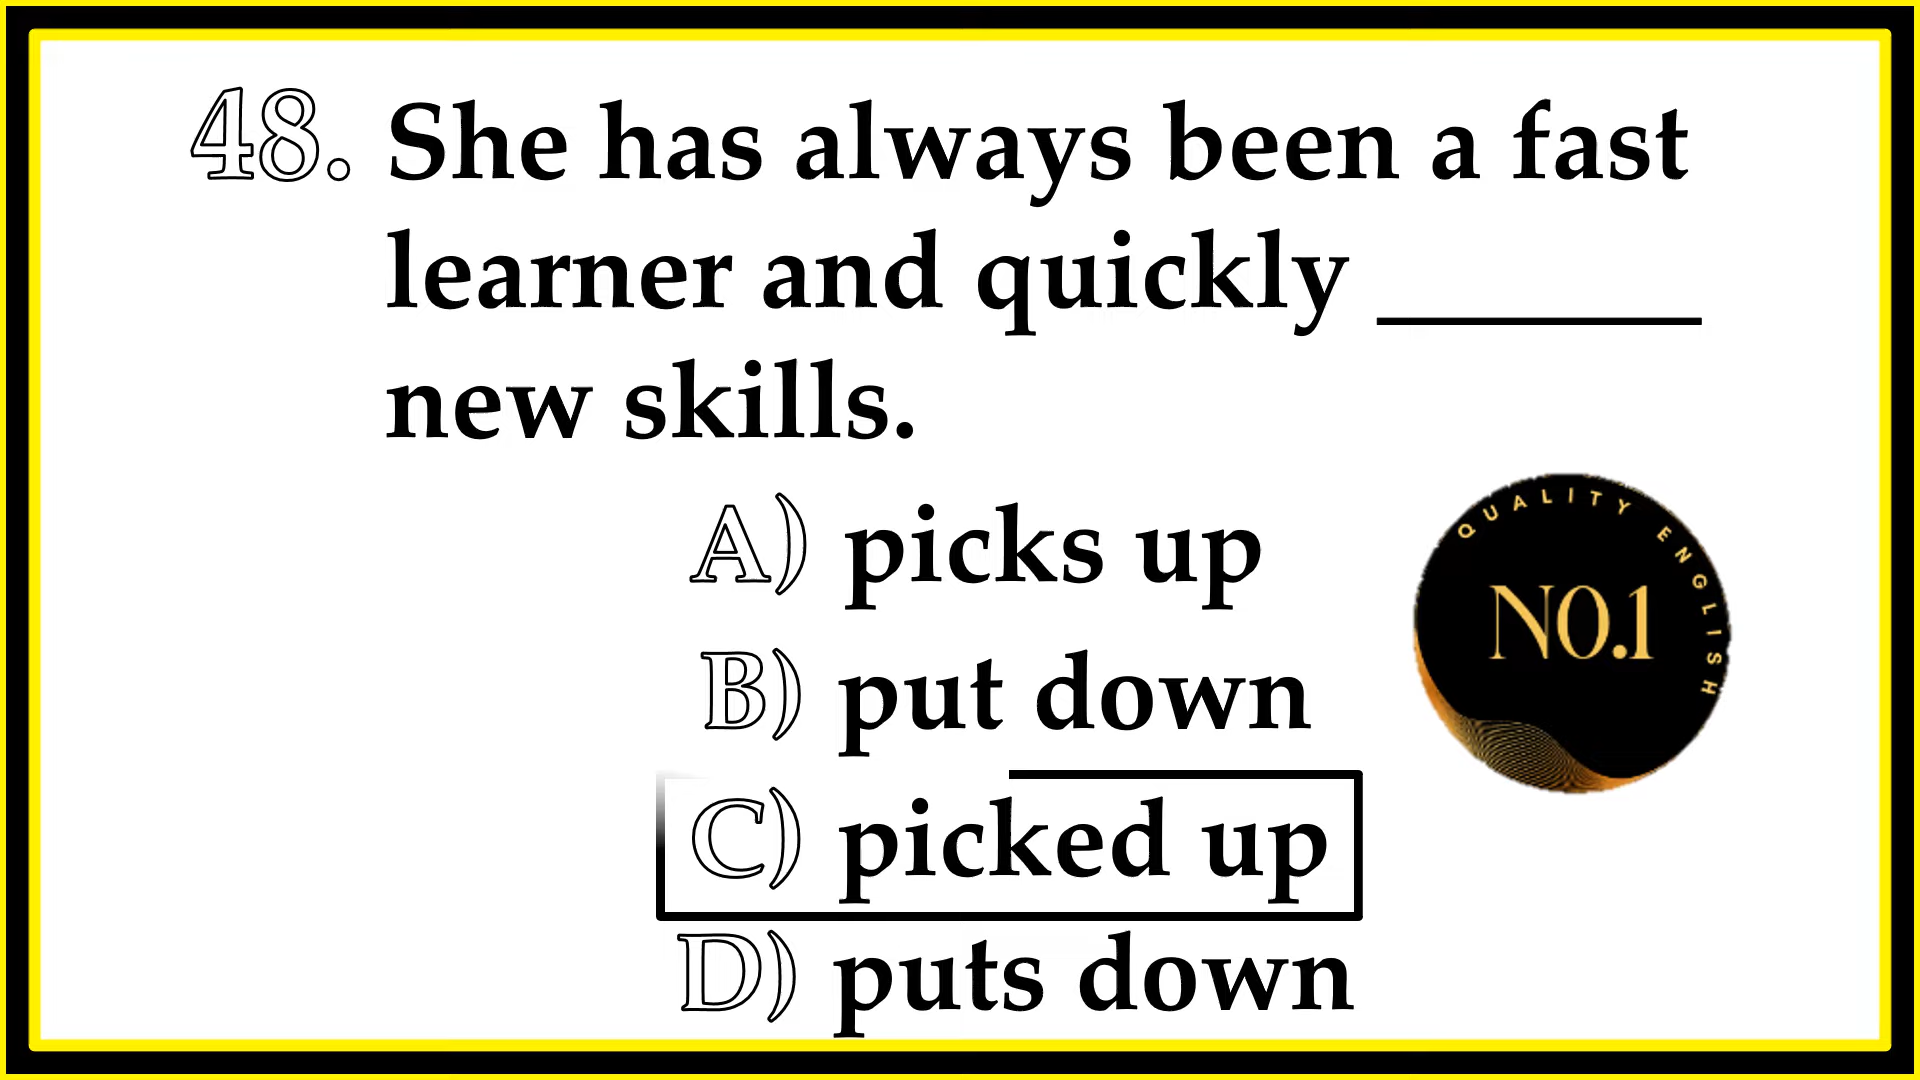 48. She has always been a fast
learner and quickly ______
new skills.
A) picks up
QUALITY ENGLISH
NO.1
B) put down
C) picked up
D) puts down